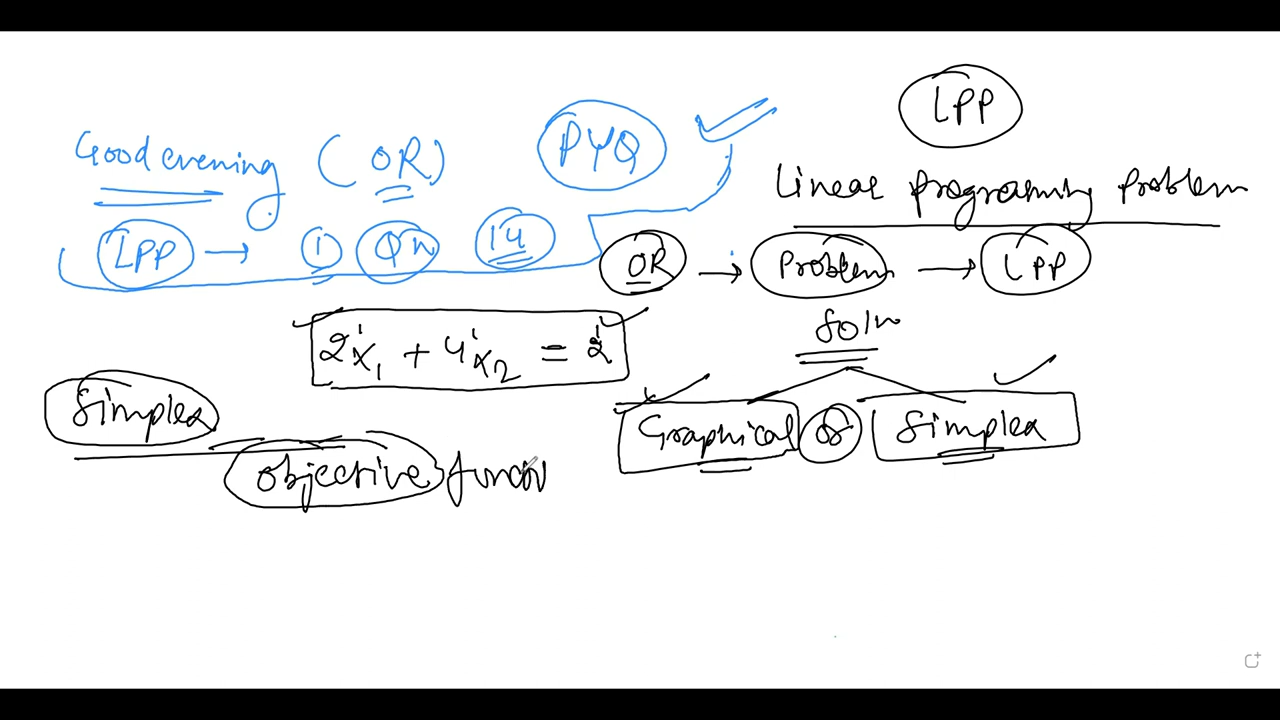 Good evening (OR) PYQ
LPP → 1 Qn 14
LPP
Linear Programming Problem
OR → Problem → LPP
Soln
Graphical or Simplex
2x₁ + 4x₂ = 2
Simplex
Objective